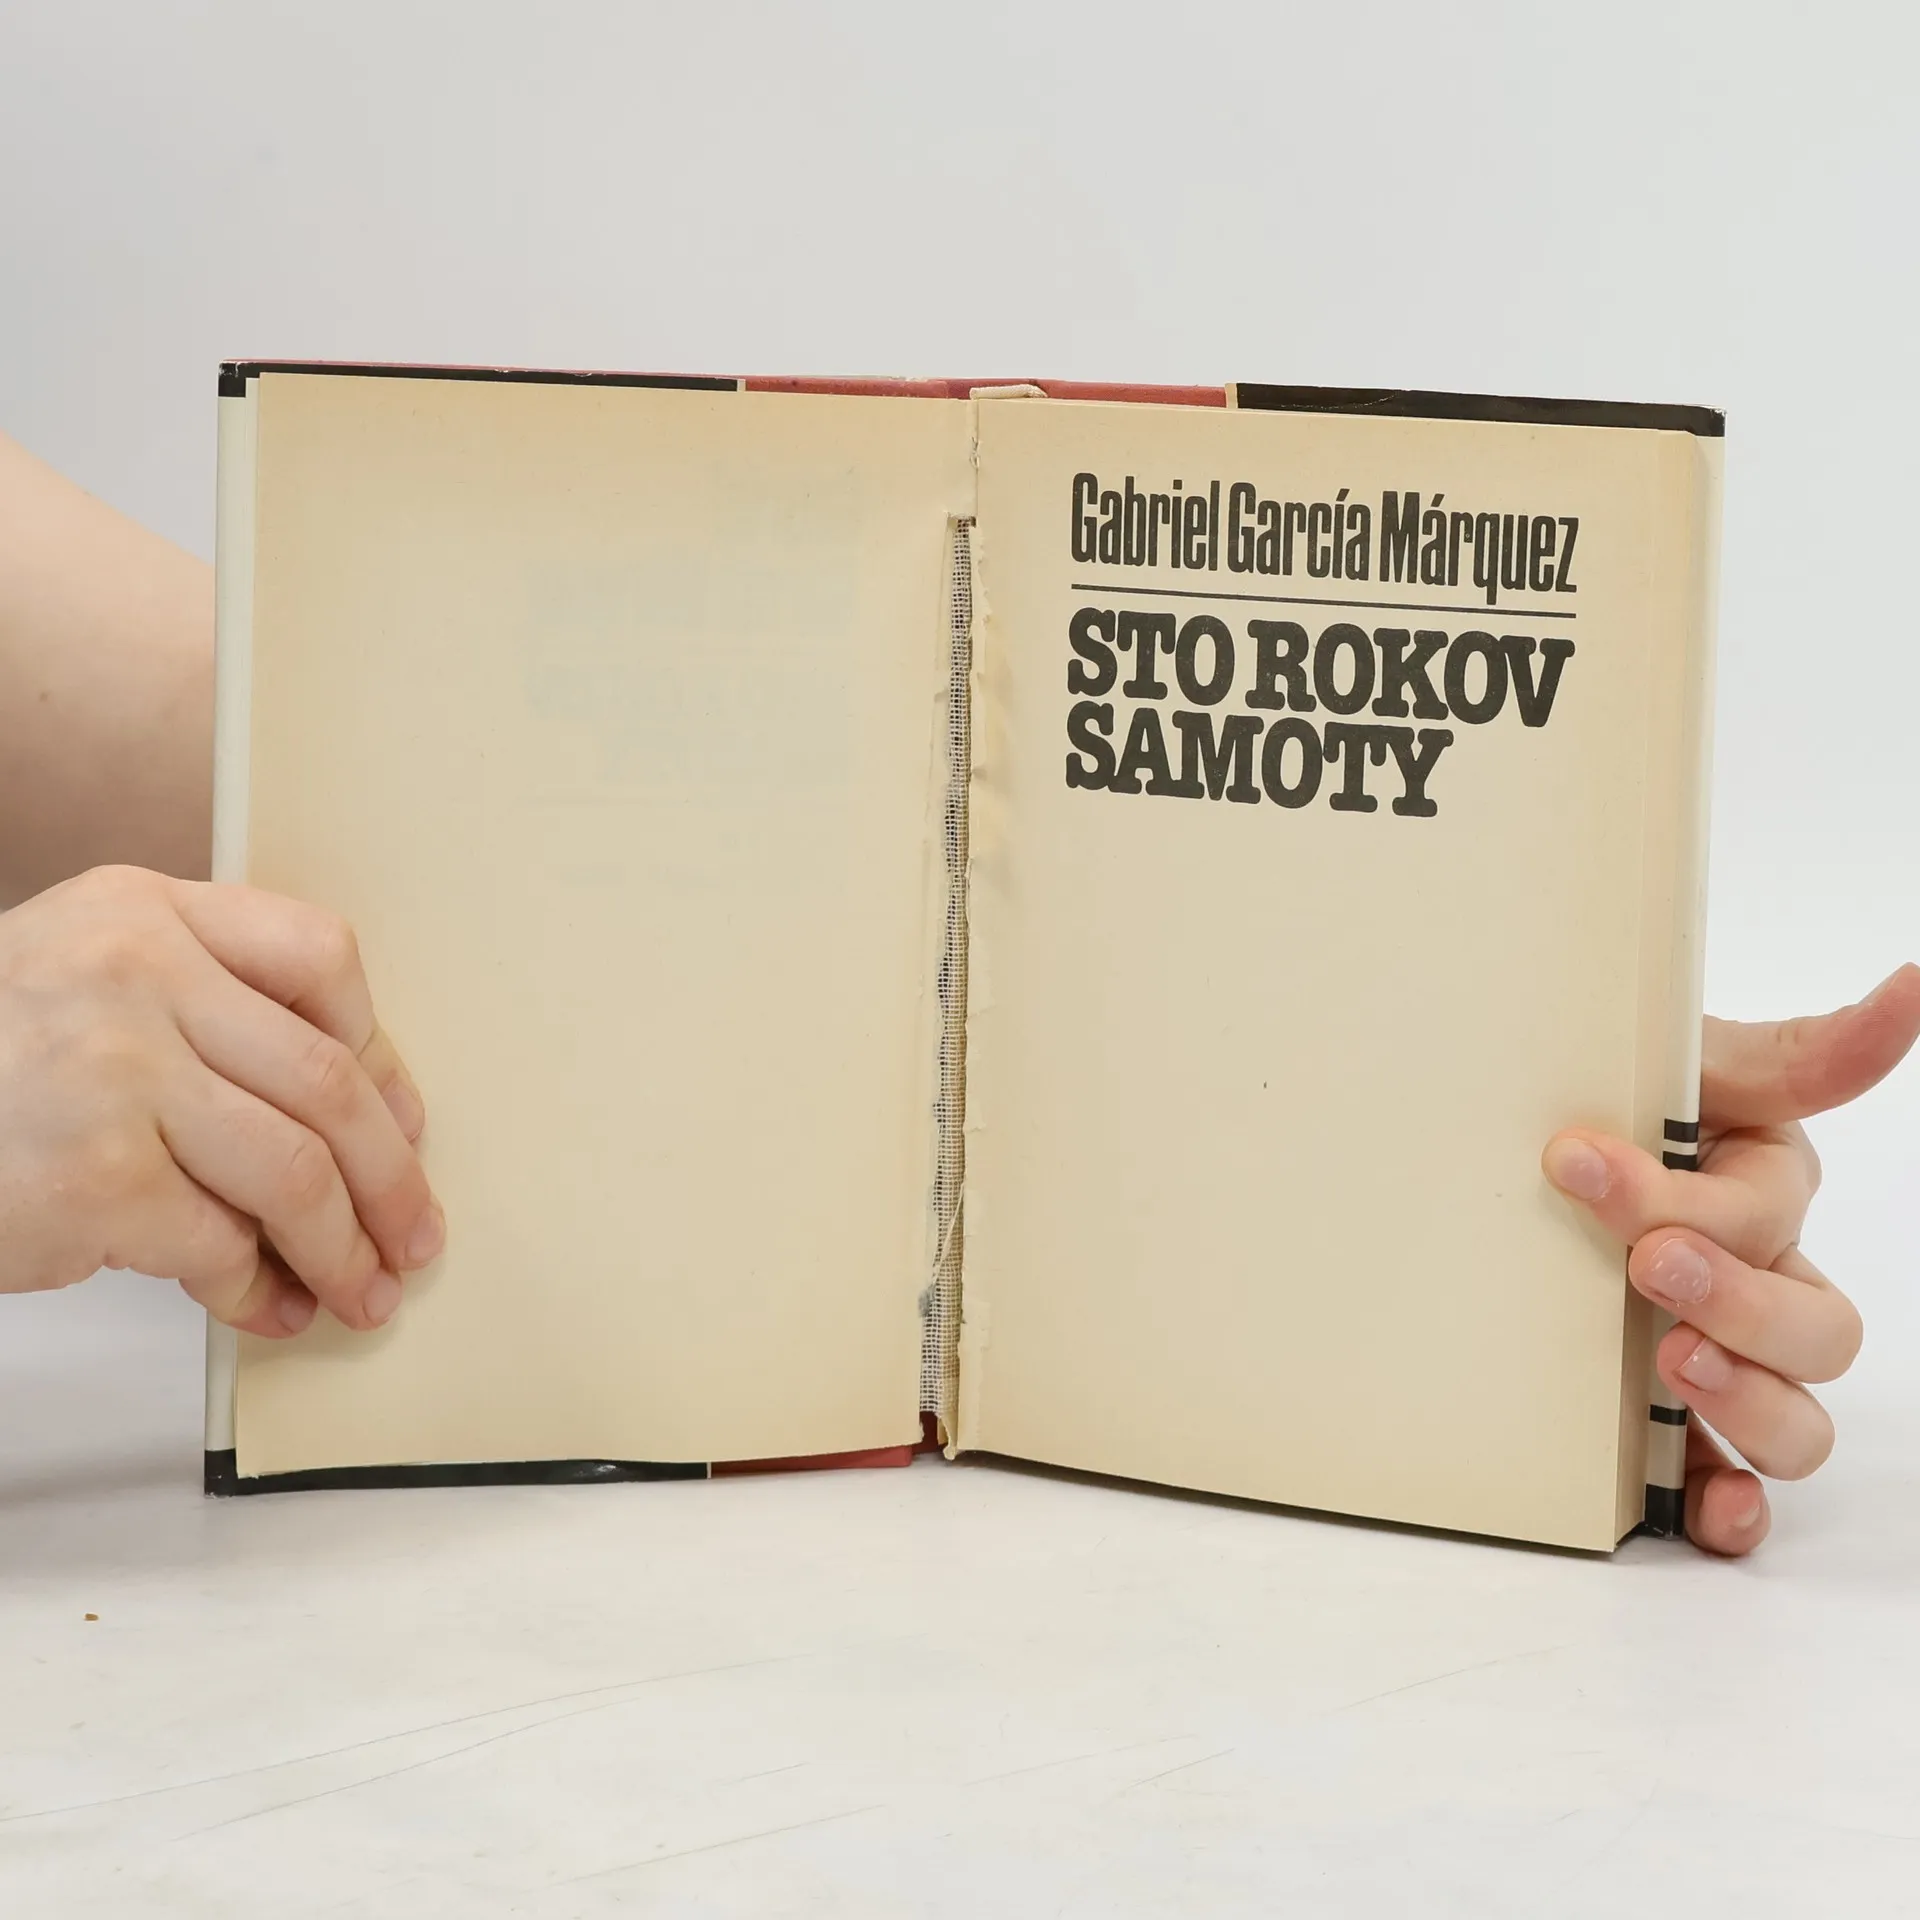 Gabriel García Márquez
STO ROKOV
SAMOTY